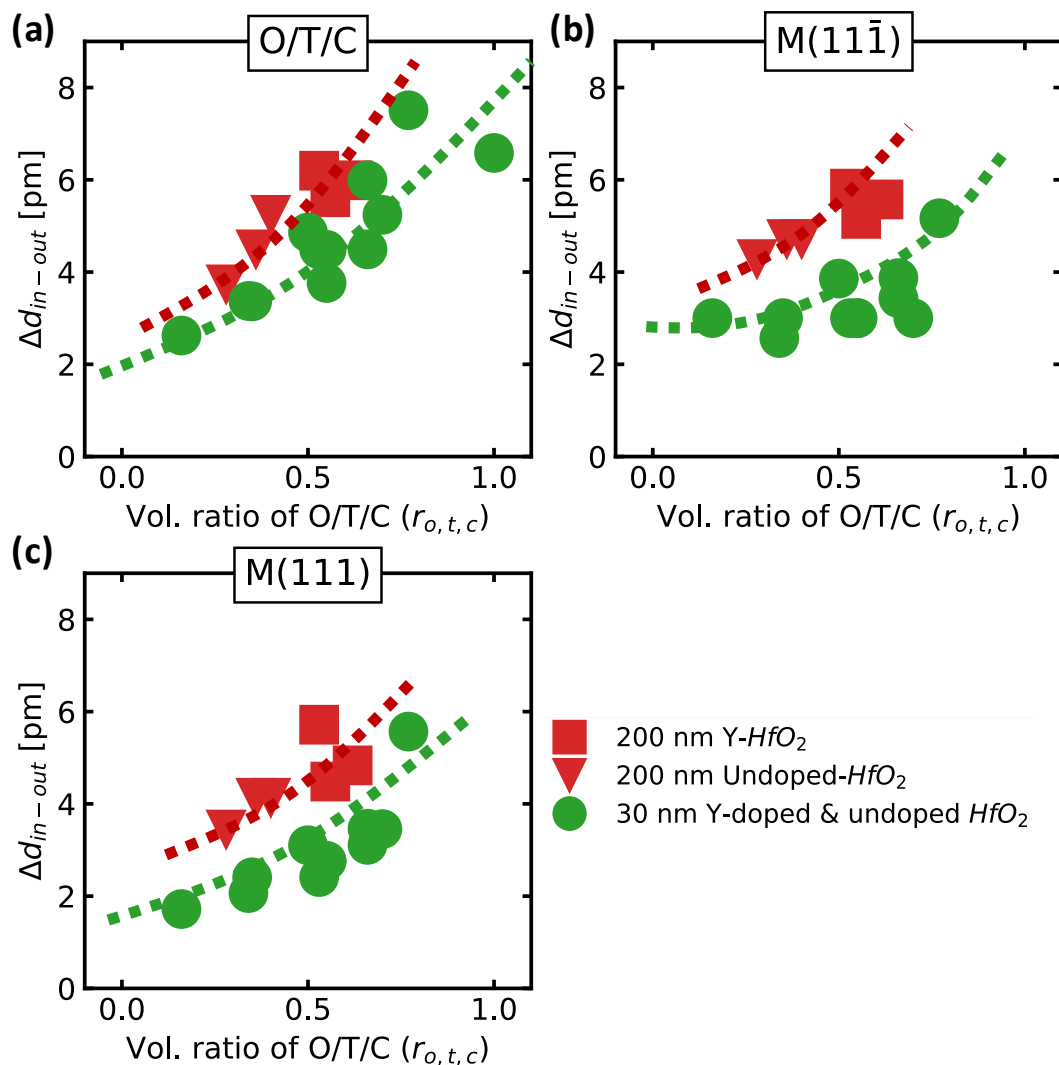 (a)
O/T/C
8
6
4
2
0
Δd_{in−out} [pm]
0.0 0.5 1.0
Vol. ratio of O/T/C (r_{o,t,c})
(b)
M(111̄)
8
6
4
2
0
Δd_{in−out} [pm]
0.0 0.5 1.0
Vol. ratio of O/T/C (r_{o,t,c})
(c)
M(111)
8
6
4
2
0
Δd_{in−out} [pm]
0.0 0.5 1.0
Vol. ratio of O/T/C (r_{o,t,c})
200 nm Y-HfO₂
200 nm Undoped-HfO₂
30 nm Y-doped & undoped HfO₂